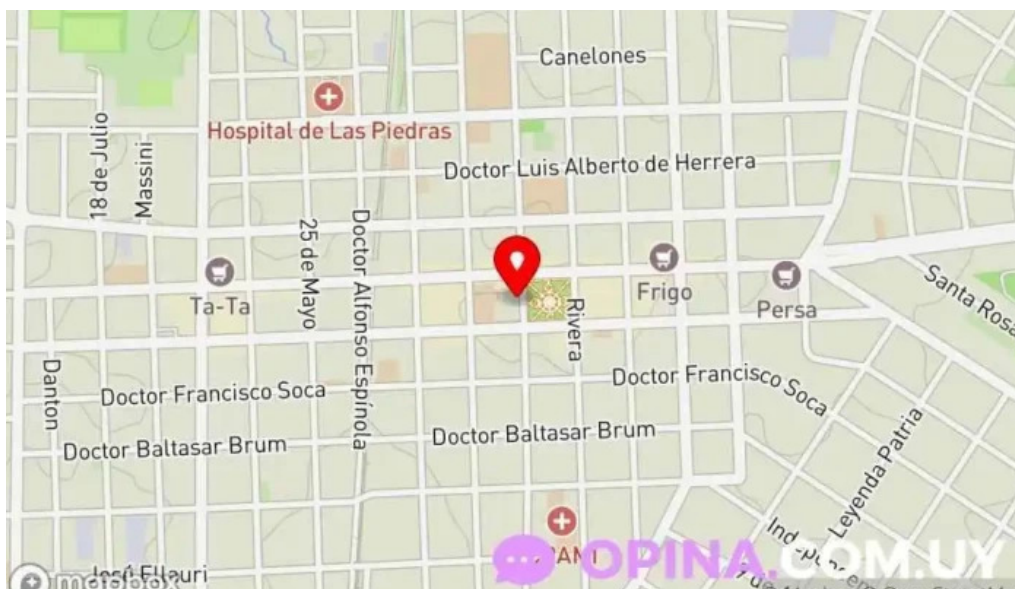 Canelones
Hospital de Las Piedras
18 de Julio
Massini
Doctor Luis Alberto de Herrera
25 de Mayo
Doctor Alfonso Espínola
Ta-Ta
Frigo
Persa
Rivera
Santa Rosa
Danton
Doctor Francisco Soca
Doctor Francisco Soca
Doctor Baltasar Brum
Doctor Baltasar Brum
Leyenda Patria
OPINA.COM.UY
José Ellauri
mapbox